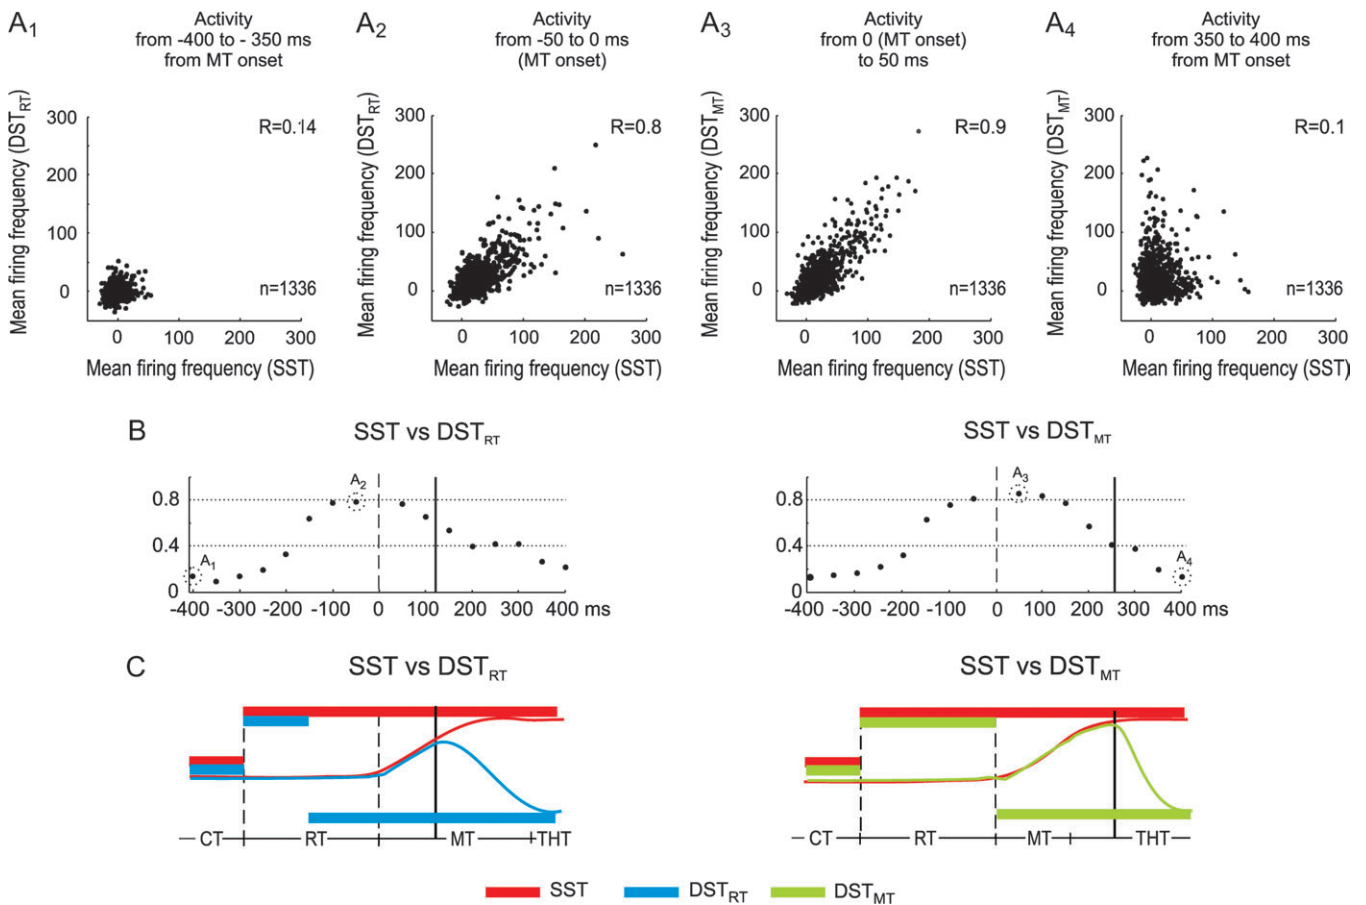 A1
Activity
from -400 to - 350 ms
from MT onset
Mean firing frequency (DSTRT)
300
200
100
0
R=0.14
n=1336
0 100 200 300
Mean firing frequency (SST)
A2
Activity
from -50 to 0 ms
(MT onset)
Mean firing frequency (DSTRT)
300
200
100
0
R=0.8
n=1336
0 100 200 300
Mean firing frequency (SST)
A3
Activity
from 0 (MT onset)
to 50 ms
Mean firing frequency (DSTMT)
300
200
100
0
R=0.9
n=1336
0 100 200 300
Mean firing frequency (SST)
A4
Activity
from 350 to 400 ms
from MT onset
Mean firing frequency (DSTMT)
300
200
100
0
R=0.1
n=1336
0 100 200 300
Mean firing frequency (SST)
B
SST vs DSTRT
0.8
0.4
0
A1
A2
-400 -300 -200 -100 0 100 200 300 400 ms
SST vs DSTMT
0.8
0.4
0
A3
A4
-400 -300 -200 -100 0 100 200 300 400 ms
C
SST vs DSTRT
CT RT MT THT
SST vs DSTMT
CT RT MT THT
SST DSTRT DSTMT